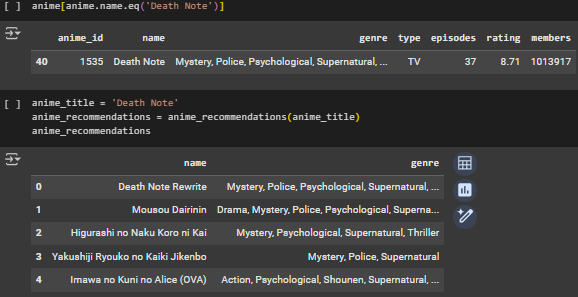 [ ] anime[anime.name.eq('Death Note')]
anime_id name genre type episodes rating members
40 1535 Death Note Mystery, Police, Psychological, Supernatural, ... TV 37 8.71 1013917
[ ] anime_title = 'Death Note'
anime_recommendations = anime_recommendations(anime_title)
anime_recommendations
name genre
0 Death Note Rewrite Mystery, Police, Psychological, Supernatural, ...
1 Mousou Dairinin Drama, Mystery, Police, Psychological, Superna...
2 Higurashi no Naku Koro ni Kai Mystery, Psychological, Supernatural, Thriller
3 Yakushiji Ryouko no Kaiki Jikenbo Mystery, Police, Supernatural
4 Imawa no Kuni no Alice (OVA) Action, Psychological, Shounen, Supernatural, ...